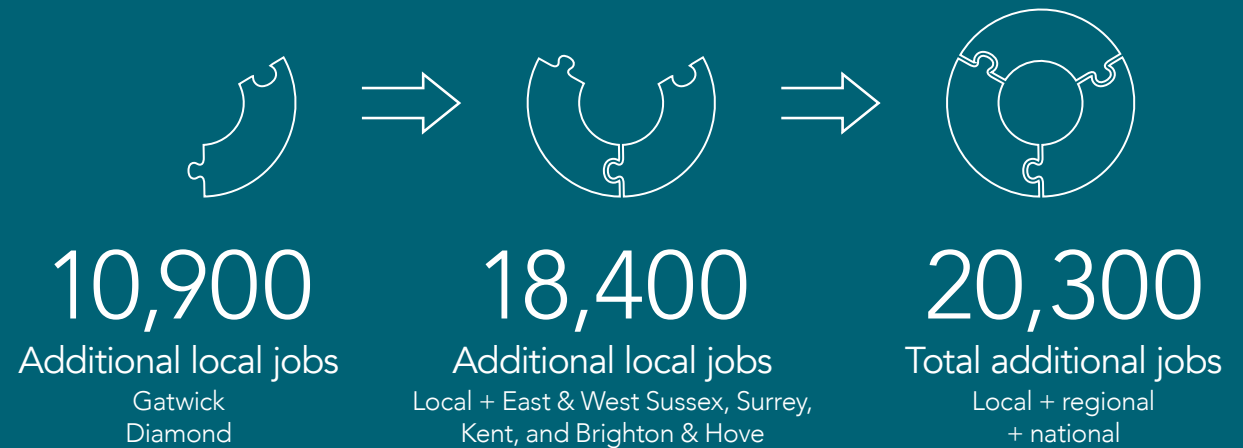 10,900
Additional local jobs
Gatwick
Diamond
18,400
Additional local jobs
Local + East & West Sussex, Surrey,
Kent, and Brighton & Hove
20,300
Total additional jobs
Local + regional
+ national